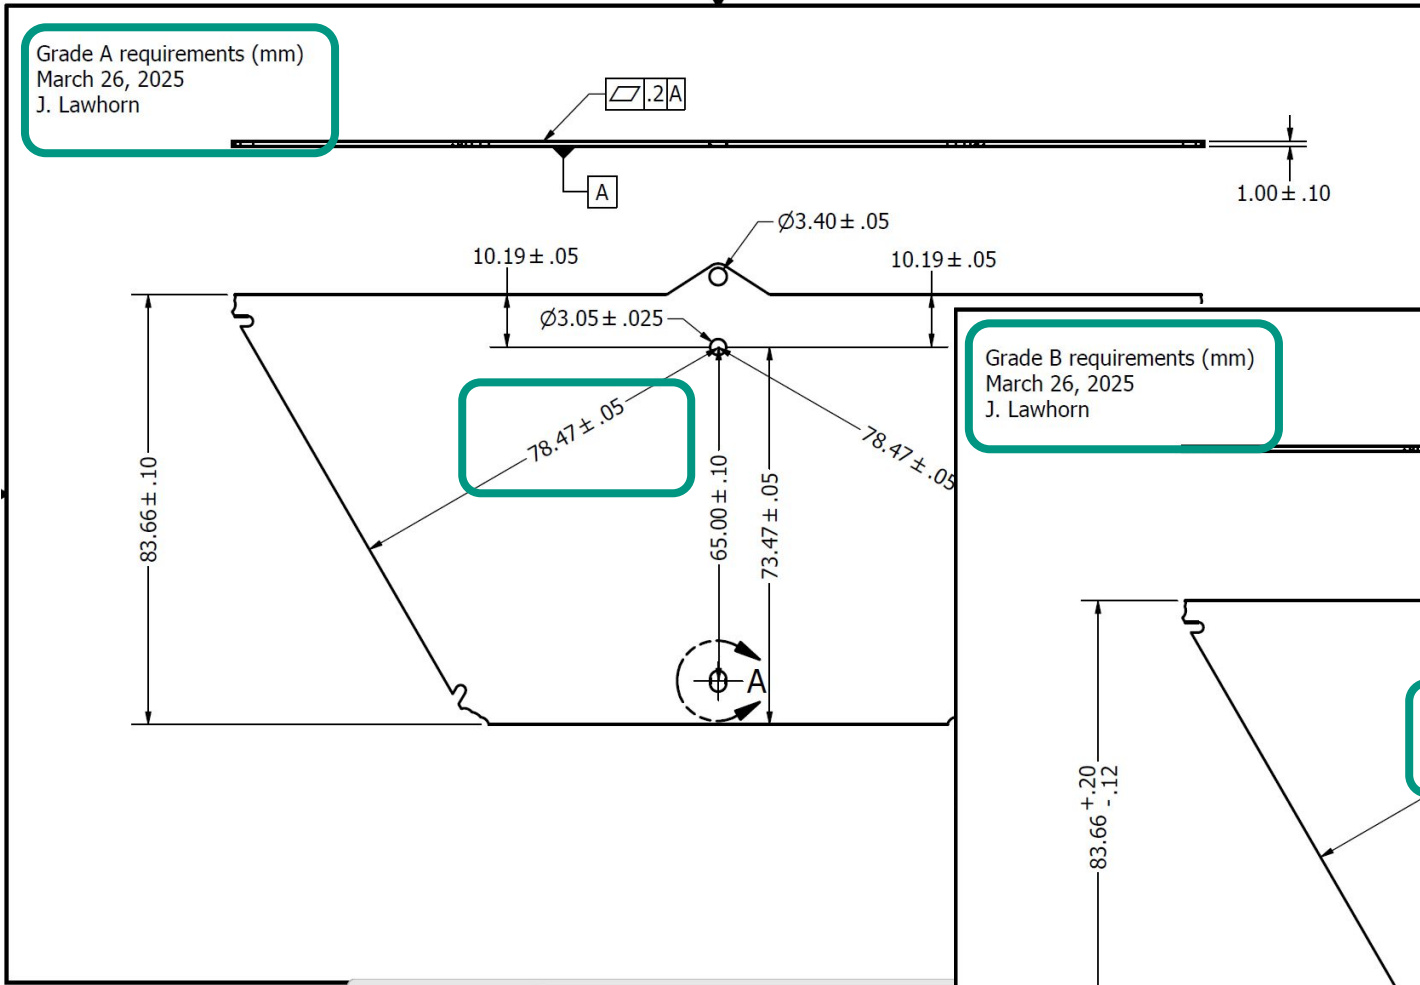 Grade A requirements (mm)
March 26, 2025
J. Lawhorn
.2 A
A
1.00 ± .10
Ø3.40 ± .05
10.19 ± .05
10.19 ± .05
Ø3.05 ± .025
78.47 ± .05
78.47 ± .05
83.66 ± .10
65.00 ± .10
73.47 ± .05
A
Grade B requirements (mm)
March 26, 2025
J. Lawhorn
83.66 +.20 -.12